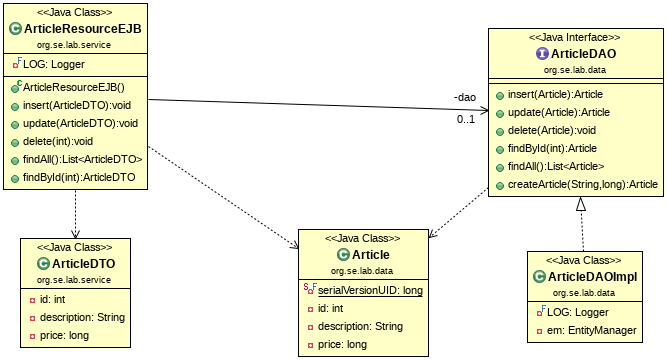 <<Java Class>>
ArticleResourceEJB
org.se.lab.service
LOG: Logger
ArticleResourceEJB()
insert(ArticleDTO):void
update(ArticleDTO):void
delete(int):void
findAll():List<ArticleDTO>
findById(int):ArticleDTO
-dao
0..1
<<Java Interface>>
ArticleDAO
org.se.lab.data
insert(Article):Article
update(Article):Article
delete(Article):void
findById(int):Article
findAll():List<Article>
createArticle(String,long):Article
<<Java Class>>
ArticleDTO
org.se.lab.service
id: int
description: String
price: long
<<Java Class>>
Article
org.se.lab.data
serialVersionUID: long
id: int
description: String
price: long
<<Java Class>>
ArticleDAOImpl
org.se.lab.data
LOG: Logger
em: EntityManager